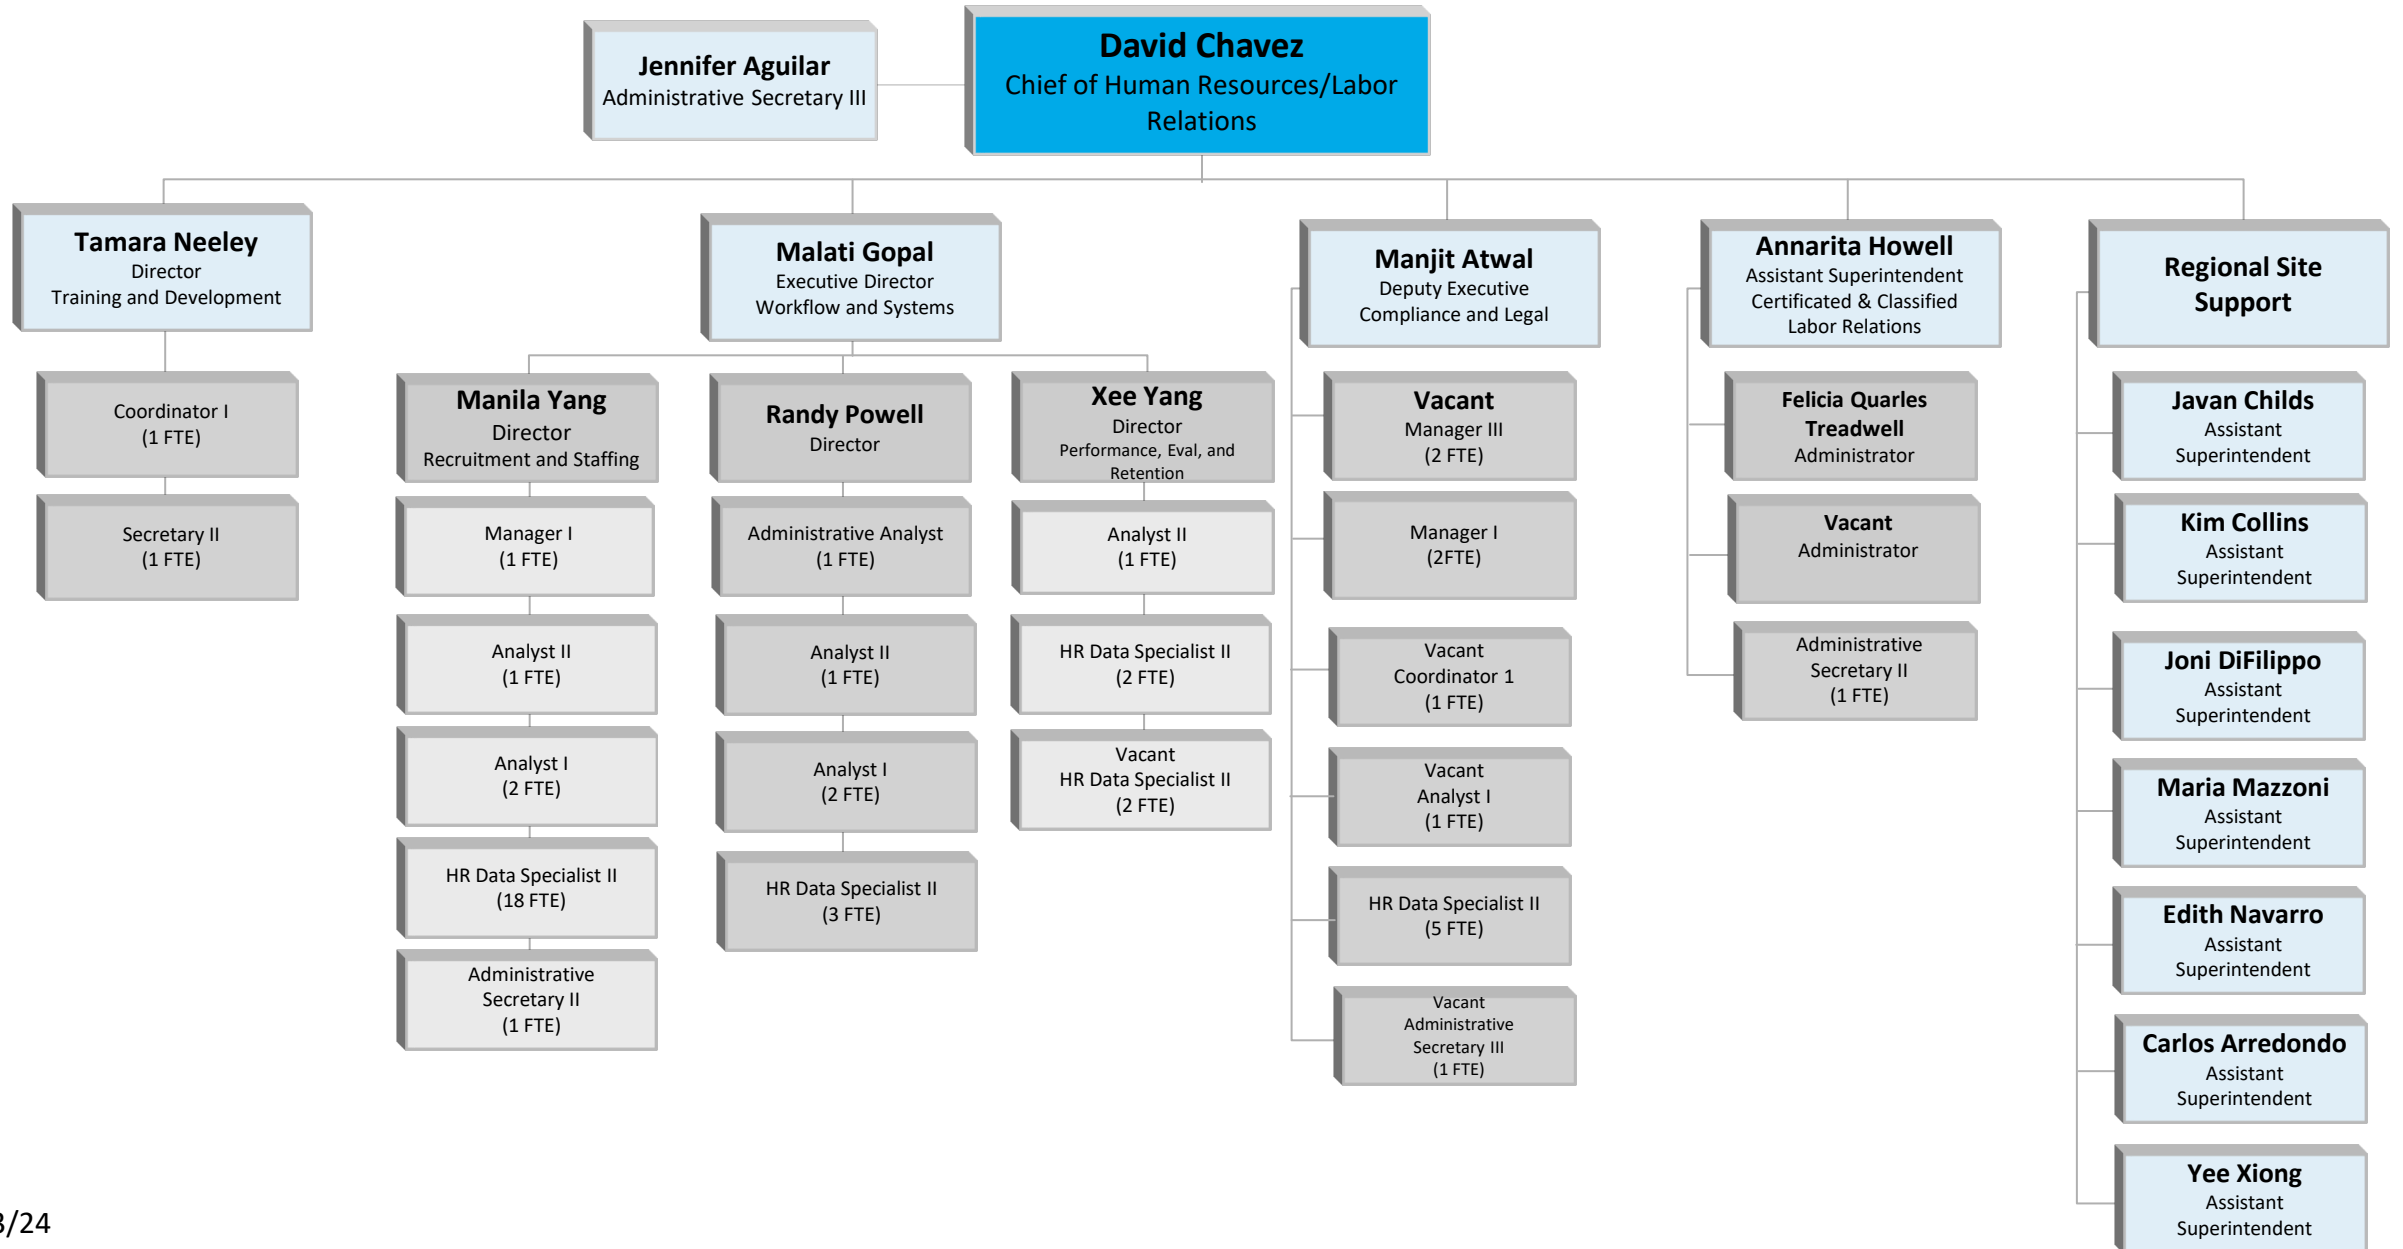 Jennifer Aguilar
Administrative Secretary III
David Chavez
Chief of Human Resources/Labor
Relations
Tamara Neeley
Director
Training and Development
Coordinator I
(1 FTE)
Secretary II
(1 FTE)
Malati Gopal
Executive Director
Workflow and Systems
Manila Yang
Director
Recruitment and Staffing
Manager I
(1 FTE)
Analyst II
(1 FTE)
Analyst I
(2 FTE)
HR Data Specialist II
(18 FTE)
Administrative
Secretary II
(1 FTE)
Randy Powell
Director
Administrative Analyst
(1 FTE)
Analyst II
(1 FTE)
Analyst I
(2 FTE)
HR Data Specialist II
(3 FTE)
Xee Yang
Director
Performance, Eval, and
Retention
Analyst II
(1 FTE)
HR Data Specialist II
(2 FTE)
Vacant
HR Data Specialist II
(2 FTE)
Manjit Atwal
Deputy Executive
Compliance and Legal
Vacant
Manager III
(2 FTE)
Manager I
(2FTE)
Vacant
Coordinator 1
(1 FTE)
Vacant
Analyst I
(1 FTE)
HR Data Specialist II
(5 FTE)
Vacant
Administrative
Secretary III
(1 FTE)
Annarita Howell
Assistant Superintendent
Certificated & Classified
Labor Relations
Felicia Quarles
Treadwell
Administrator
Vacant
Administrator
Administrative
Secretary II
(1 FTE)
Regional Site
Support
Javan Childs
Assistant
Superintendent
Kim Collins
Assistant
Superintendent
Joni DiFilippo
Assistant
Superintendent
Maria Mazzoni
Assistant
Superintendent
Edith Navarro
Assistant
Superintendent
Carlos Arredondo
Assistant
Superintendent
Yee Xiong
Assistant
Superintendent
/24